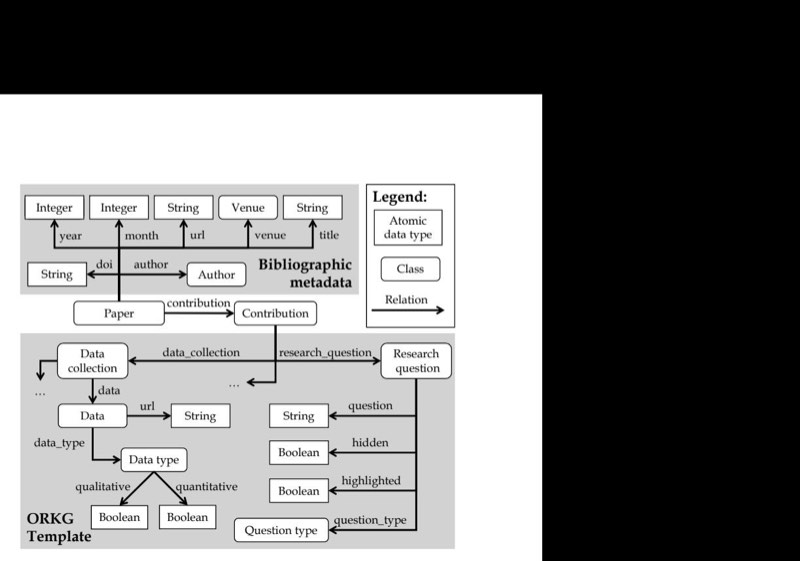 Integer
Integer
String
Venue
String
year
month
url
venue
title
String
doi
author
Author
Bibliographic
metadata
Legend:
Atomic
data type
Class
Relation
Paper
contribution
Contribution
Data
collection
data_collection
research_question
Research
question
...
...
data
Data
url
String
data_type
Data type
qualitative
quantitative
Boolean
Boolean
String
question
Boolean
hidden
Boolean
highlighted
Question type
question_type
ORKG
Template